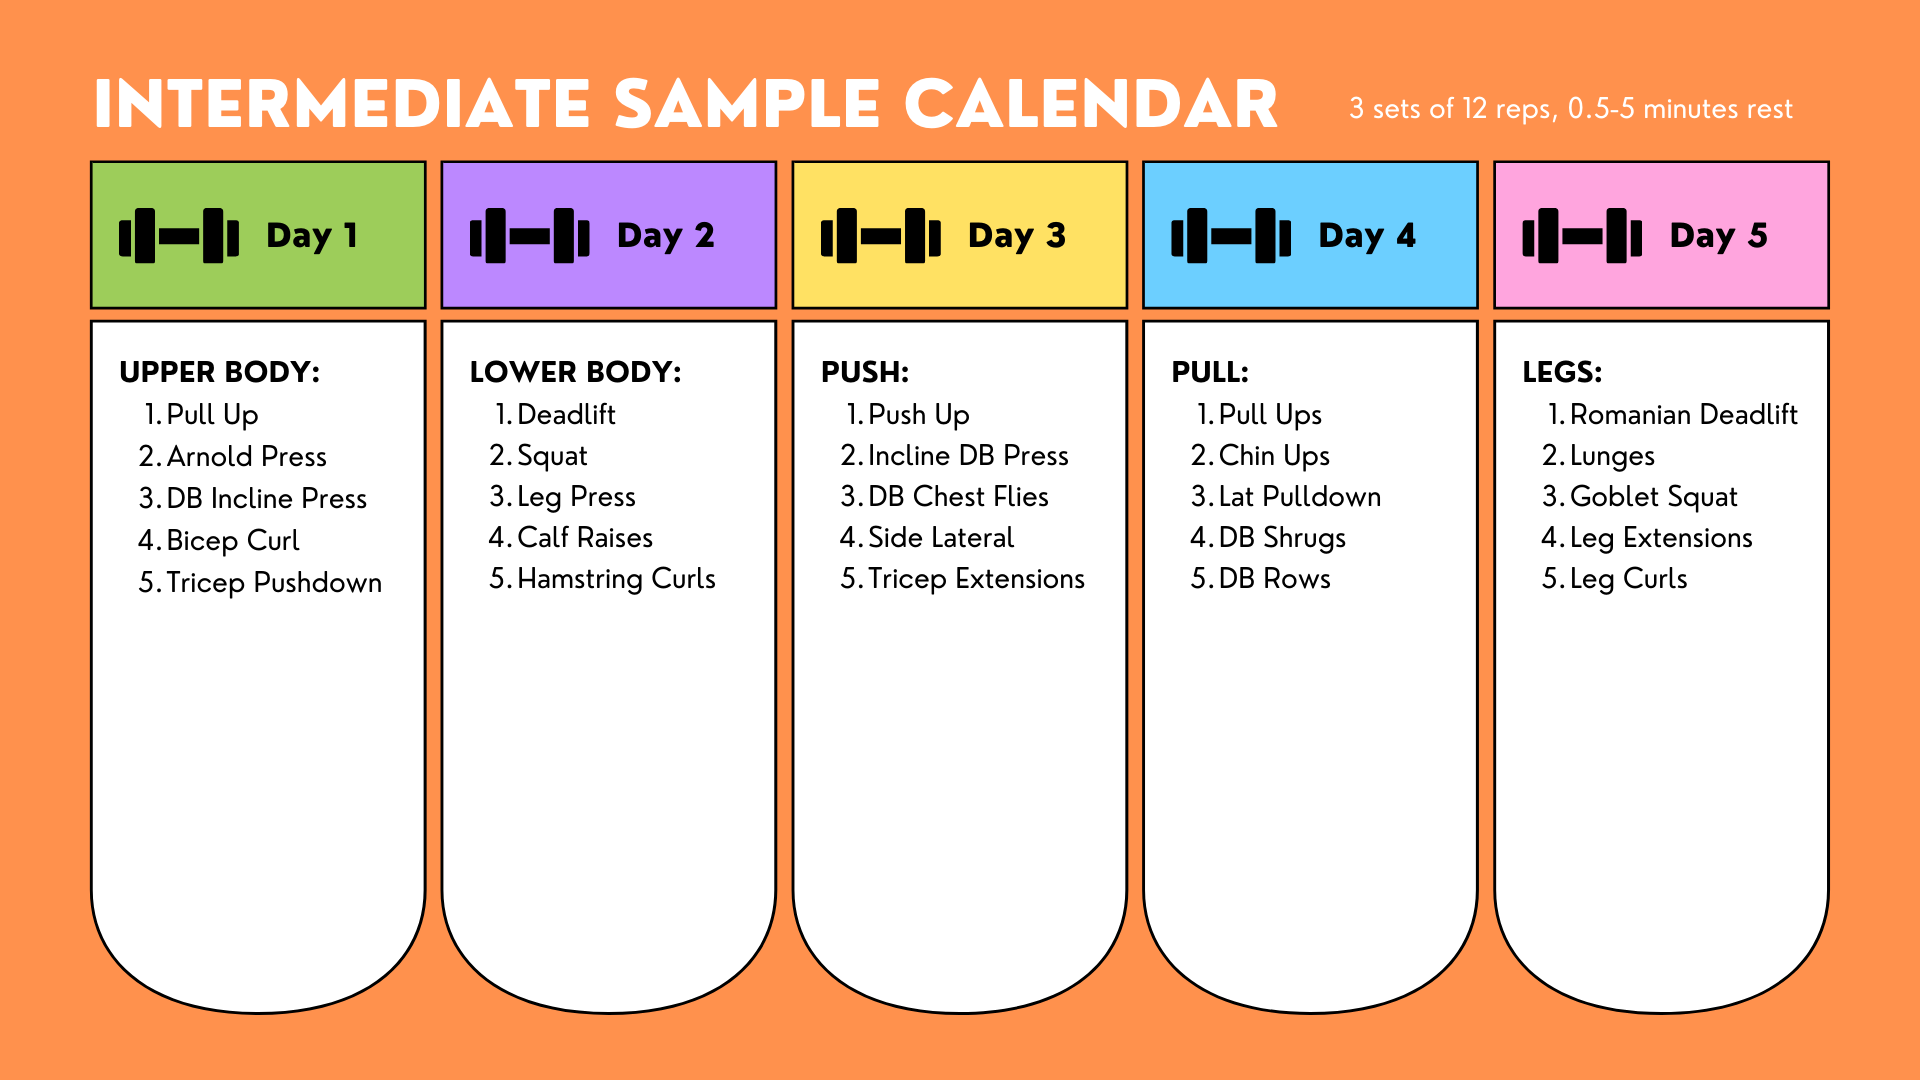 INTERMEDIATE SAMPLE CALENDAR
3 sets of 12 reps, 0.5-5 minutes rest
Day 1
UPPER BODY:
1. Pull Up
2. Arnold Press
3. DB Incline Press
4. Bicep Curl
5. Tricep Pushdown
Day 2
LOWER BODY:
1. Deadlift
2. Squat
3. Leg Press
4. Calf Raises
5. Hamstring Curls
Day 3
PUSH:
1. Push Up
2. Incline DB Press
3. DB Chest Flies
4. Side Lateral
5. Tricep Extensions
Day 4
PULL:
1. Pull Ups
2. Chin Ups
3. Lat Pulldown
4. DB Shrugs
5. DB Rows
Day 5
LEGS:
1. Romanian Deadlift
2. Lunges
3. Goblet Squat
4. Leg Extensions
5. Leg Curls